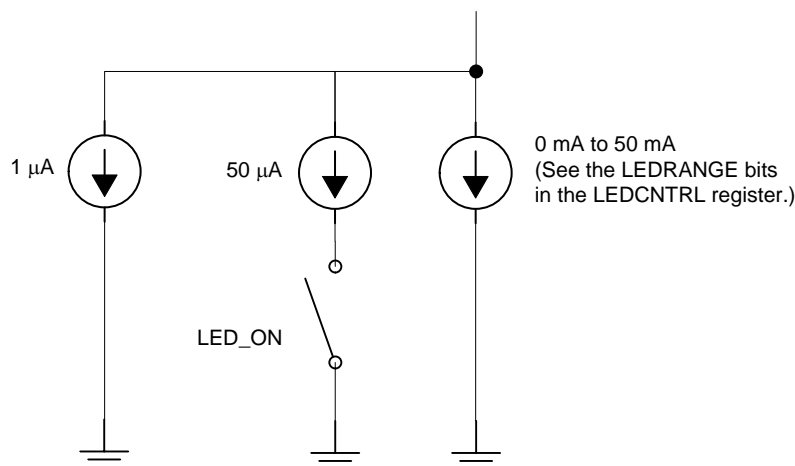 1 μA
50 μA
0 mA to 50 mA
(See the LEDRANGE bits
in the LEDCNTRL register.)
LED_ON